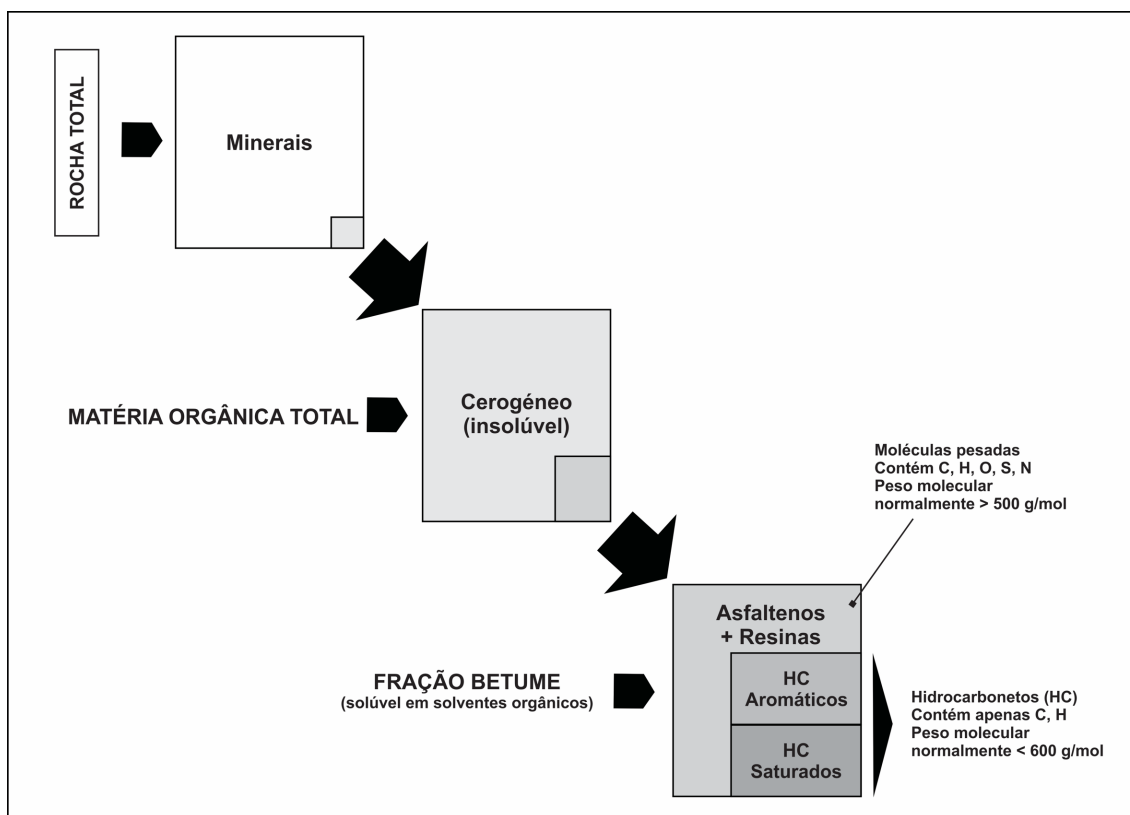 ROCHA TOTAL
Minerais
MATÉRIA ORGÂNICA TOTAL
Cerogéneo
(insolúvel)
Moléculas pesadas
Contém C, H, O, S, N
Peso molecular
normalmente > 500 g/mol
Asfaltenos
+ Resinas
FRAÇÃO BETUME
(solúvel em solventes orgânicos)
HC
Aromáticos
HC
Saturados
Hidrocarbonetos (HC)
Contém apenas C, H
Peso molecular
normalmente < 600 g/mol